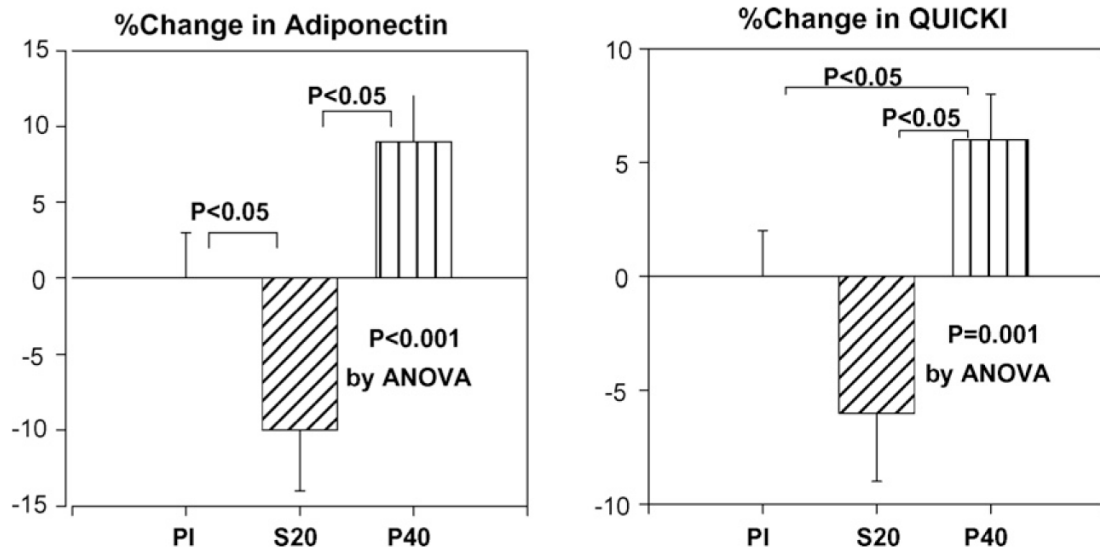 %Change in Adiponectin
15
10
5
0
-5
-10
-15
P<0.05
P<0.05
P<0.001
by ANOVA
PI
S20
P40
%Change in QUICKI
10
5
0
-5
-10
P<0.05
P<0.05
P=0.001
by ANOVA
PI
S20
P40